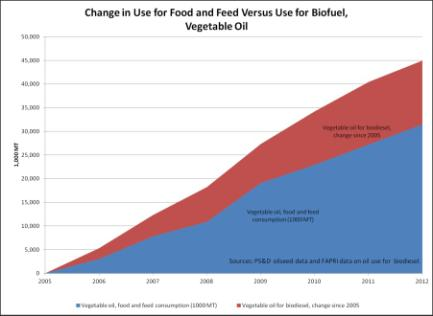 Change in Use for Food and Feed Versus Use for Biofuel,
Vegetable Oil
50,000
45,000
40,000
35,000
30,000
25,000
20,000
15,000
10,000
5,000
0
1,000 MT
Vegetable oil for biodiesel,
change since 2005
Vegetable oil, food and feed
consumption (1000 MT)
Sources: PS&D oilseed data and FAPRI data on oil use for biodiesel
2005 2006 2007 2008 2009 2010 2011 2012
Vegetable oil, food and feed consumption (1000 MT) Vegetable oil for biodiesel, change since 2005